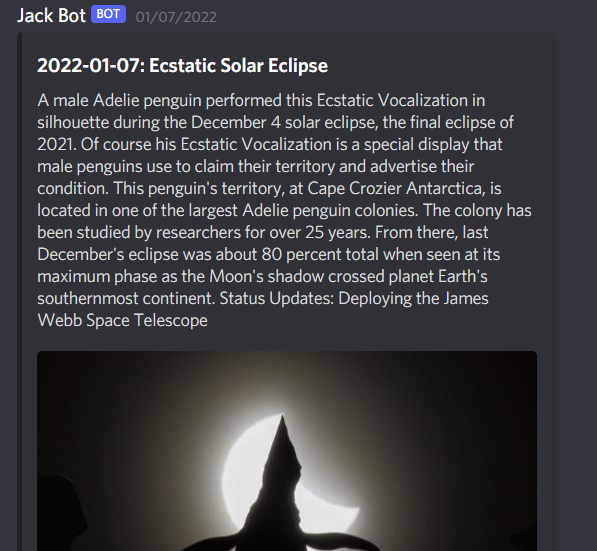 Jack Bot BOT 01/07/2022
2022-01-07: Ecstatic Solar Eclipse
A male Adelie penguin performed this Ecstatic Vocalization in
silhouette during the December 4 solar eclipse, the final eclipse of
2021. Of course his Ecstatic Vocalization is a special display that
male penguins use to claim their territory and advertise their
condition. This penguin's territory, at Cape Crozier Antarctica, is
located in one of the largest Adelie penguin colonies. The colony has
been studied by researchers for over 25 years. From there, last
December's eclipse was about 80 percent total when seen at its
maximum phase as the Moon's shadow crossed planet Earth's
southernmost continent. Status Updates: Deploying the James
Webb Space Telescope